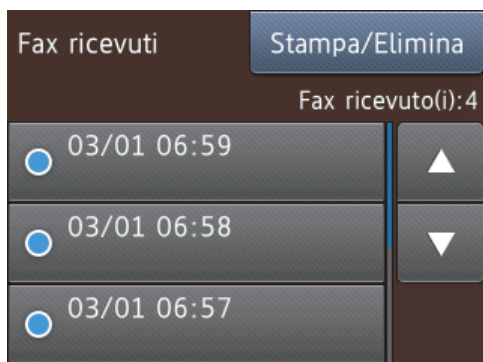 Fax ricevuti
Stampa/Elimina
Fax ricevuto(i):4
03/01 06:59
03/01 06:58
03/01 06:57